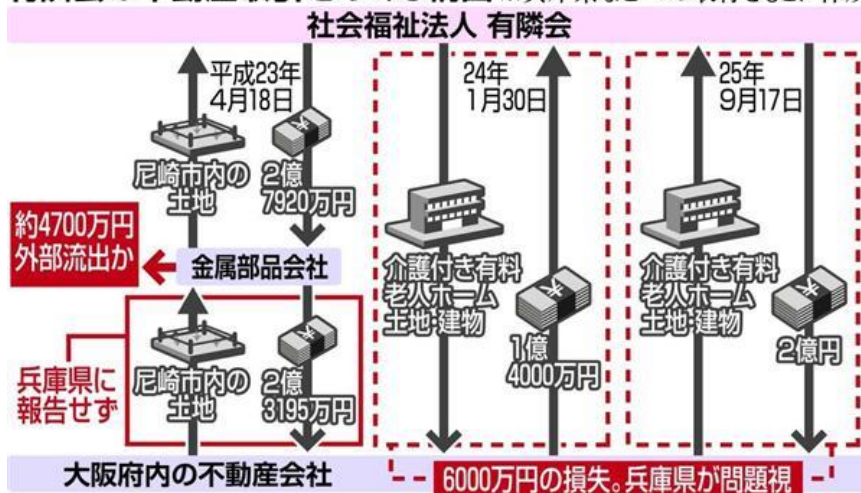 社会福祉法人 有隣会
平成23年
4月18日
尼崎市内の
土地
2億
7920万円
約4700万円
外部流出か
金属部品会社
兵庫県に
報告せず
尼崎市内の
土地
2億
3195万円
大阪府内の不動産会社
24年
1月30日
介護付き有料
老人ホーム
土地・建物
1億
4000万円
25年
9月17日
介護付き有料
老人ホーム
土地・建物
2億円
6000万円の損失。兵庫県が問題視